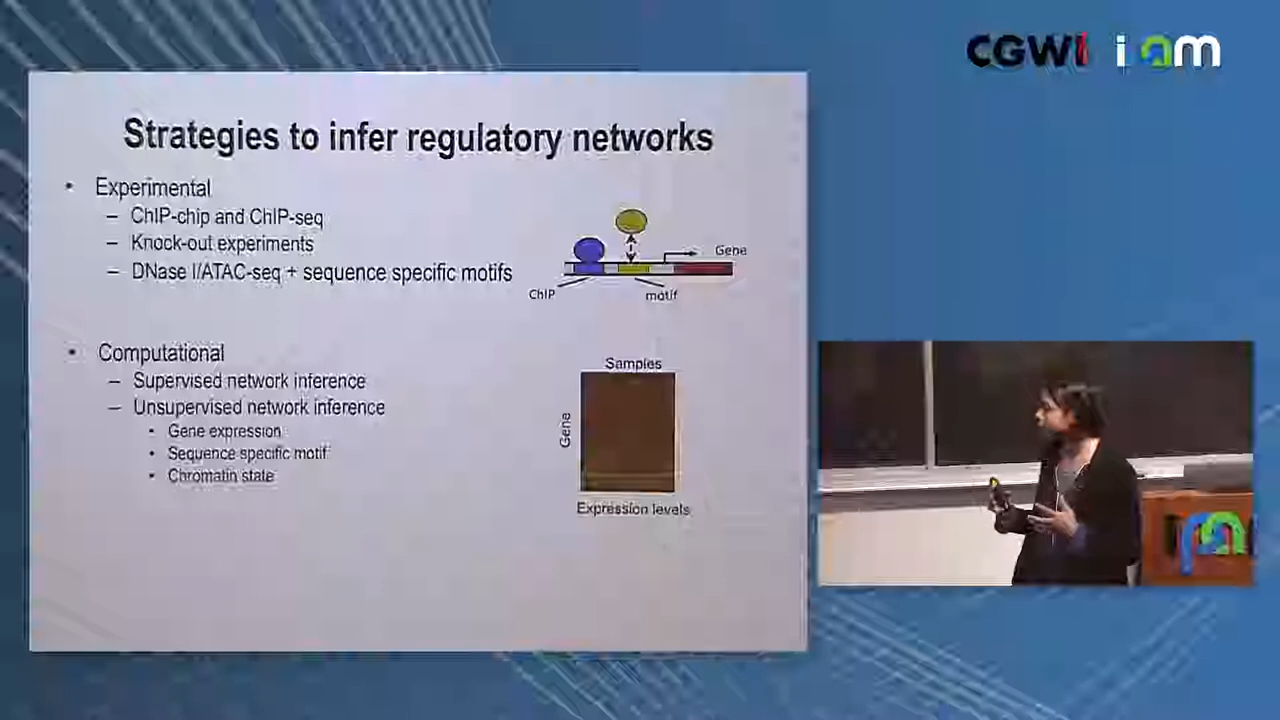 CGWI ipam
Strategies to infer regulatory networks
• Experimental
– ChIP-chip and ChIP-seq
– Knock-out experiments
– DNase I/ATAC-seq + sequence specific motifs
Gene
ChIP
motif
• Computational
– Supervised network inference
– Unsupervised network inference
• Gene expression
• Sequence specific motif
• Chromatin state
Samples
Gene
Expression levels